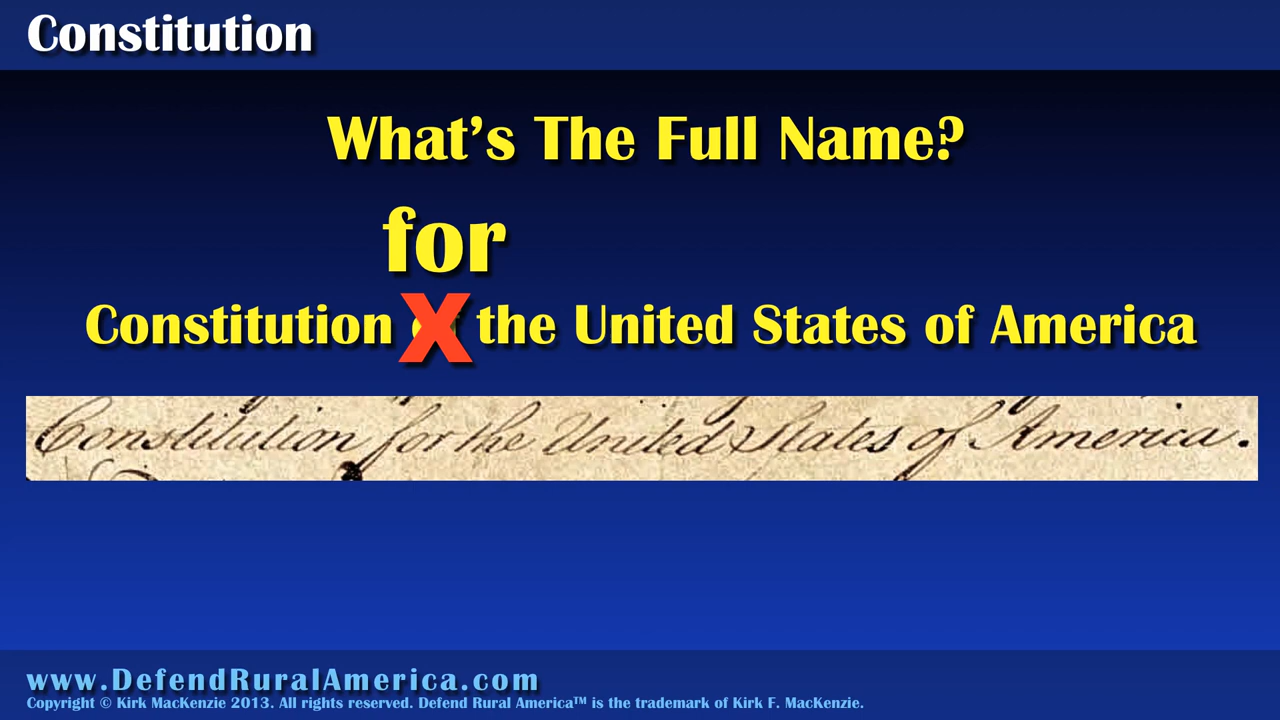 Constitution
What's The Full Name?
for
Constitution X the United States of America
Constitution for the United States of America.
www.DefendRuralAmerica.com
Copyright © Kirk MacKenzie 2013. All rights reserved. Defend Rural America™ is the trademark of Kirk F. MacKenzie.